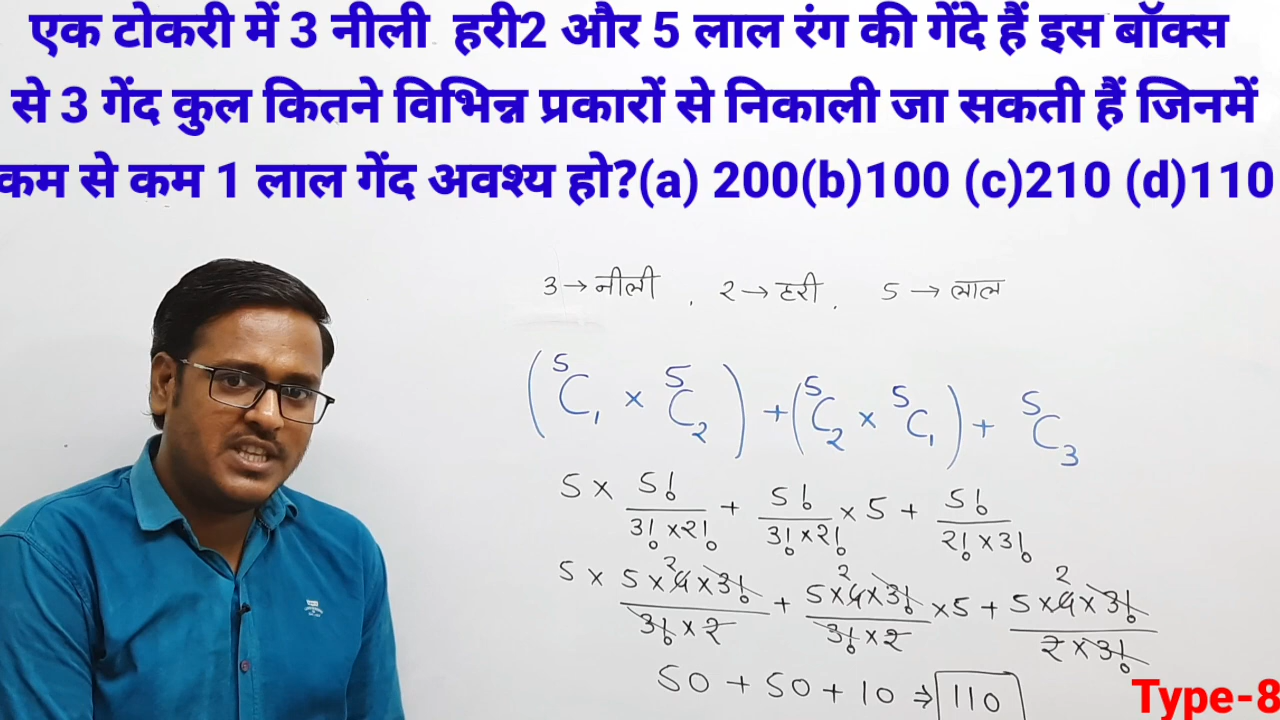 एक टोकरी में 3 नीली हरी2 और 5 लाल रंग की गेंदे हैं इस बॉक्स
से 3 गेंद कुल कितने विभिन्न प्रकारों से निकाली जा सकती हैं जिनमें
कम से कम 1 लाल गेंद अवश्य हो?(a) 200(b)100 (c)210 (d)110
3 → नीली , 2 → हरी , 5 → लाल
(⁵C₁ × ⁵C₂) + (⁵C₂ × ⁵C₁) + ⁵C₃
5 × 5!/(3! × 2!) + 5!/(3! × 2!) × 5 + 5!/(2! × 3!)
5 × (5 × 4² × 3!)/(3! × 2) + (5 × 4² × 3!)/(3! × 2) × 5 + (5 × 4² × 3!)/(2 × 3!)
50 + 50 + 10 ⇒ 110
Type-8